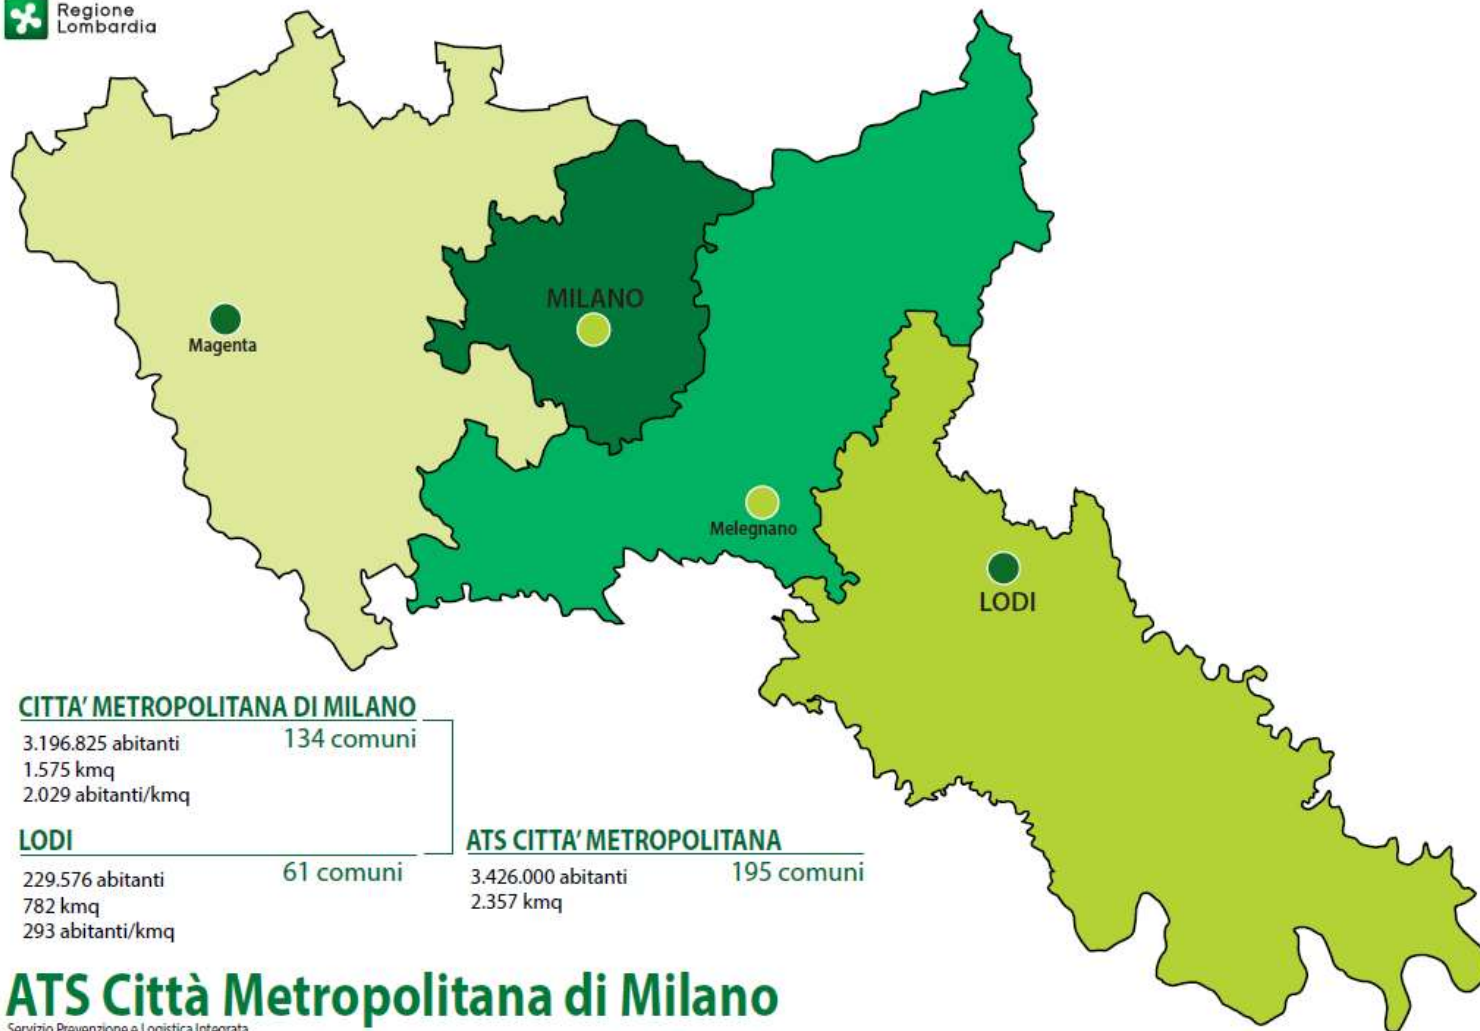 Regione
Lombardia
MILANO
Magenta
Melegnano
LODI
CITTA' METROPOLITANA DI MILANO
134 comuni
3.196.825 abitanti
1.575 kmq
2.029 abitanti/kmq
LODI
61 comuni
229.576 abitanti
782 kmq
293 abitanti/kmq
ATS CITTA' METROPOLITANA
195 comuni
3.426.000 abitanti
2.357 kmq
ATS Città Metropolitana di Milano
Servizio Prevenzione e Logistica Integrata